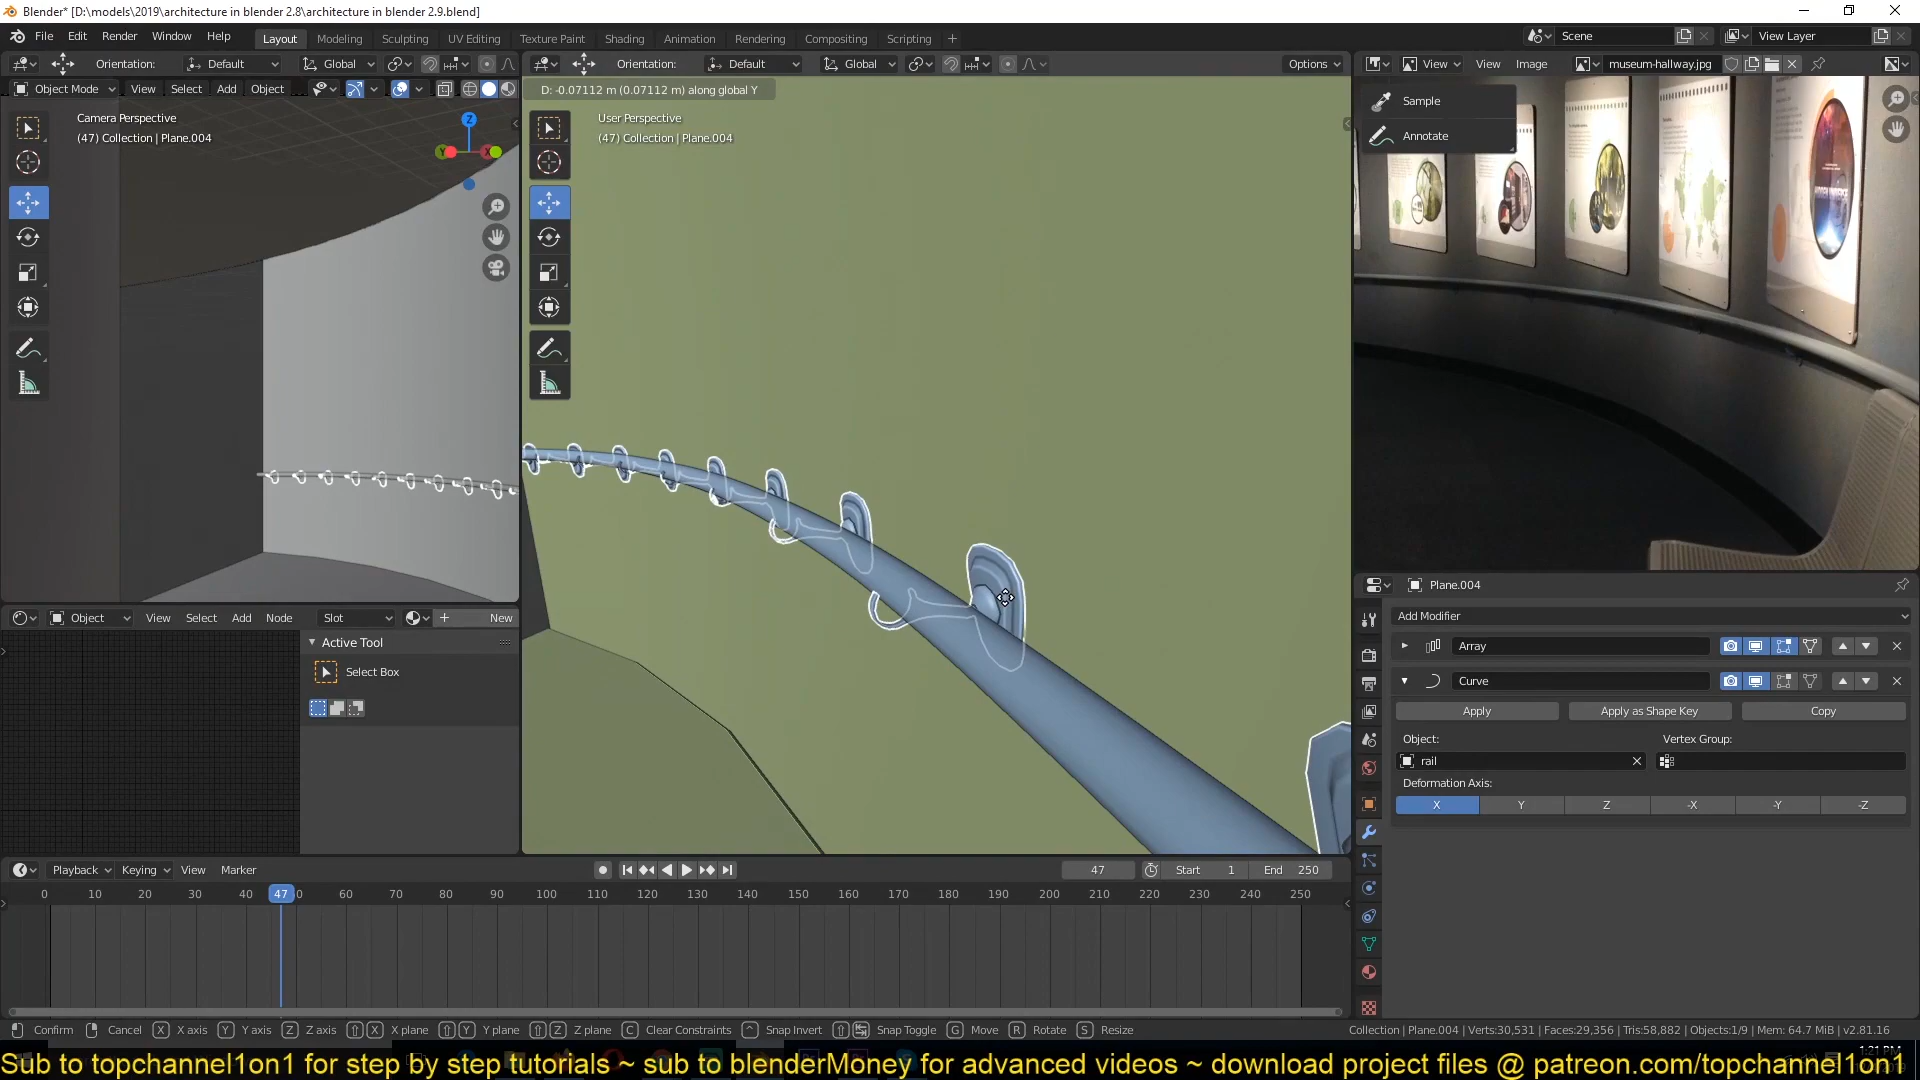 Blender* [D:\models\2019\architecture in blender 2.8\architecture in blender 2.9.blend]
File Edit Render Window Help Layout Modeling Sculpting UV Editing Texture Paint Shading Animation Rendering Compositing Scripting + Scene View Layer
Orientation: Default Global Orientation: Default Global Options View View Image museum-hallway.jpg
Object Mode View Select Add Object D: -0.07112 m (0.07112 m) along global Y
Sample
Annotate
Camera Perspective
(47) Collection | Plane.004
User Perspective
(47) Collection | Plane.004
Z
Plane.004
Add Modifier
Array
Curve
Apply Apply as Shape Key Copy
Object: Vertex Group:
rail
Deformation Axis:
X Y Z -X -Y -Z
Object View Select Add Node Slot New
Active Tool
Select Box
Playback Keying View Marker 47 Start 1 End 250
0 10 20 30 40 47 0 60 70 80 90 100 110 120 130 140 150 160 170 180 190 200 210 220 230 240 250
Confirm Cancel X X axis Y Y axis Z Z axis X X plane Y Y plane Z Z plane C Clear Constraints Snap Invert Snap Toggle G Move R Rotate S Resize Collection | Plane.004 | Verts:30,531 | Faces:29,356 | Tris:58,882 | Objects:1/9 | Mem: 64.7 MiB | v2.81.16
1:21 PM
Sub to topchannel1on1 for step by step tutorials ~ sub to blenderMoney for advanced videos ~ download project files @ patreon.com/topchannel1on1